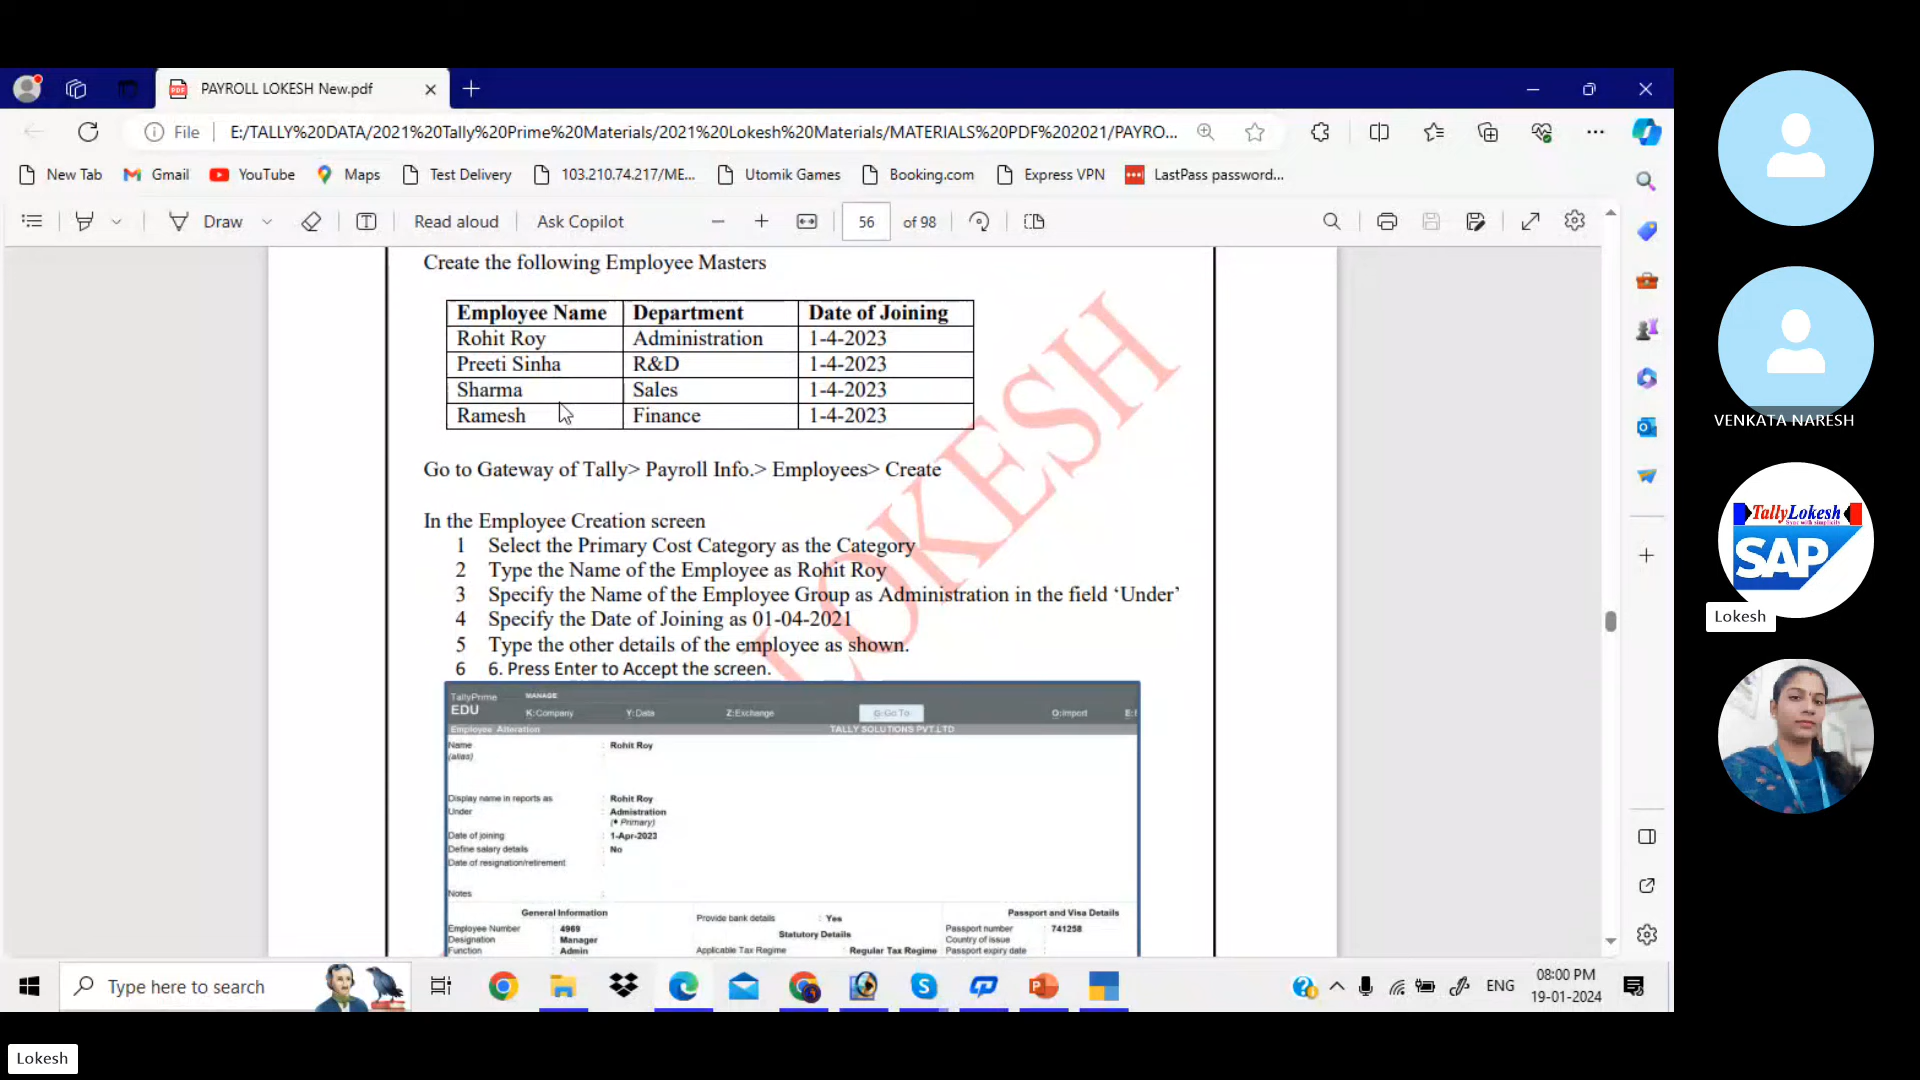 PAYROLL LOKESH New.pdf
File
E:/TALLY%20DATA/2021%20Tally%20Prime%20Materials/2021%20Lokesh%20Materials/MATERIALS%20PDF%202021/PAYRO...
New Tab Gmail YouTube Maps Test Delivery 103.210.74.217/ME... Utomik Games Booking.com Express VPN LastPass password...
Draw Read aloud Ask Copilot 56 of 98
Create the following Employee Masters
Employee Name Department Date of Joining
Rohit Roy Administration 1-4-2023
Preeti Sinha R&D 1-4-2023
Sharma Sales 1-4-2023
Ramesh Finance 1-4-2023
Go to Gateway of Tally> Payroll Info.> Employees> Create
In the Employee Creation screen
1 Select the Primary Cost Category as the Category
2 Type the Name of the Employee as Rohit Roy
3 Specify the Name of the Employee Group as Administration in the field ‘Under’
4 Specify the Date of Joining as 01-04-2021
5 Type the other details of the employee as shown.
6 6. Press Enter to Accept the screen.
LOKESH
TallyPrime MANAGE
EDU K:Company Y:Data Z:Exchange G:Go To O:Import E:
Employee Alteration TALLY SOLUTIONS PVT.LTD
Name : Rohit Roy
(alias) :
Display name in reports as : Rohit Roy
Under : Admistration
(♦ Primary)
Date of joining : 1-Apr-2023
Define salary details : No
Date of resignation/retirement :
Notes :
General Information Provide bank details : Yes Passport and Visa Details
Employee Number : 4969 Statutory Details Passport number : 741258
Designation : Manager Country of issue :
Function : Admin Applicable Tax Regime : Regular Tax Regime Passport expiry date :
VENKATA NARESH
TallyLokesh
Sync with simplicity
SAP
Lokesh
Type here to search
ENG
08:00 PM
19-01-2024
Lokesh